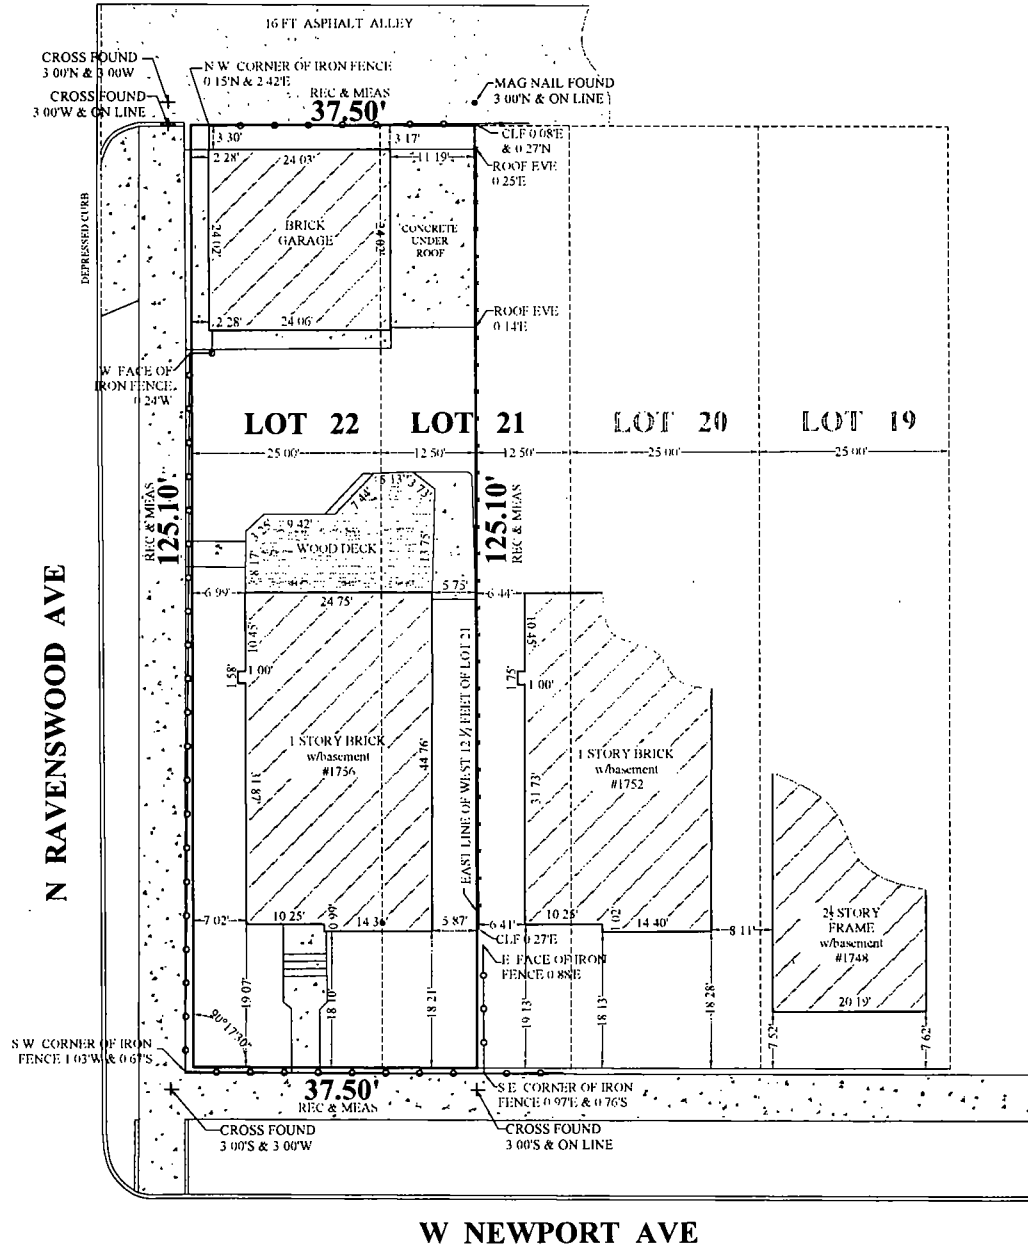 16 FT ASPHALT ALLEY
CROSS FOUND
3.00'N & 3.00'W
CROSS FOUND
3.00'W & ON LINE
N.W. CORNER OF IRON FENCE
0.15'N & 2.42'E
REC & MEAS
37.50'
MAG NAIL FOUND
3.00'N & ON LINE
CLF 0.08'E
& 0.27'N
ROOF EVE
0.25'E
3.30'
3.17'
2.28'
24.03'
11.19'
DEPRESSED CURB
24.02'
BRICK
GARAGE
24.02'
CONCRETE
UNDER
ROOF
2.28'
24.06'
ROOF EVE
0.14'E
W. FACE OF
IRON FENCE
0.24'W
LOT 22
LOT 21
LOT 20
LOT 19
25.00'
12.50'
12.50'
25.00'
25.00'
REC & MEAS
125.10'
5.13'
3.73'
7.44'
9.42'
8.17'
13.75'
WOOD DECK
125.10'
REC & MEAS
6.99'
24.75'
5.75'
6.44'
10.45'
1.58'
1.00'
10.45'
1.75'
1.00'
1 STORY BRICK
w/basement
#1756
44.76'
31.87'
EAST LINE OF WEST 12 ½ FEET OF LOT 21
1 STORY BRICK
w/basement
#1752
31.73'
2½ STORY
FRAME
w/basement
#1748
20.19'
N RAVENSWOOD AVE
7.02'
10.25'
0.99'
14.36'
5.87'
6.41'
10.26'
1.02'
14.40'
8.11'
CLF 0.27'E
E. FACE OF IRON
FENCE 0.88'E
19.07'
18.10'
18.21'
19.13'
18.13'
18.28'
7.52'
7.62'
90°17'30"
S.W. CORNER OF IRON
FENCE 1.03'W & 0.67'S
37.50'
REC & MEAS
S.E. CORNER OF IRON
FENCE 0.97'E & 0.76'S
CROSS FOUND
3.00'S & 3.00'W
CROSS FOUND
3.00'S & ON LINE
W NEWPORT AVE